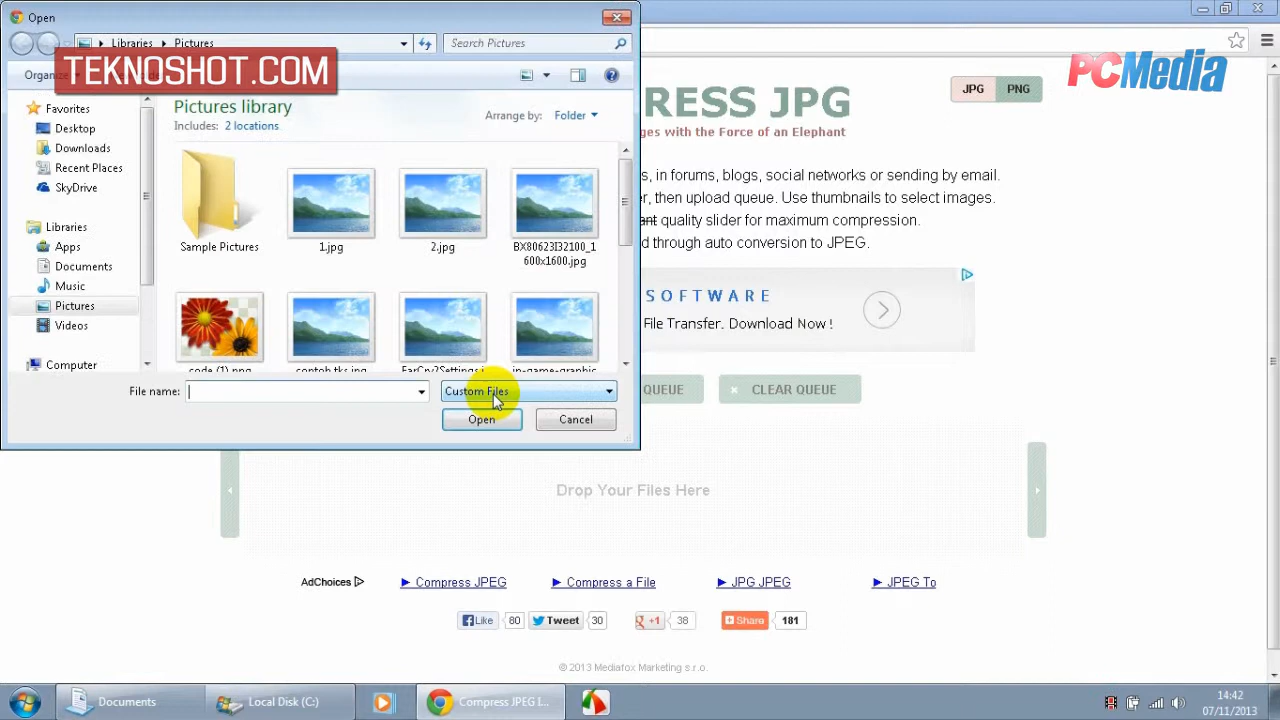 Open
Libraries
Pictures
Search Pictures
TEKNOSHOT.COM
PCMedia
Favorites
Desktop
Downloads
Recent Places
SkyDrive
Libraries
Apps
Documents
Music
Pictures
Videos
Computer
Pictures library
Includes: 2 locations
Arrange by: Folder
Sample Pictures
1.jpg
2.jpg
BX80623I32100_1
600x1600.jpg
File name:
Custom Files
Open
Cancel
RESS JPG
JPG
PNG
ges with the Force of an Elephant
s, in forums, blogs, social networks or sending by email.
r, then upload queue. Use thumbnails to select images.
ant quality slider for maximum compression.
d through auto conversion to JPEG.
SOFTWARE
File Transfer. Download Now !
QUEUE
CLEAR QUEUE
Drop Your Files Here
AdChoices
Compress JPEG
Compress a File
JPG JPEG
JPEG To
Like 80
Tweet 30
+1 38
Share 181
© 2013 Mediafox Marketing s.r.o.
Documents
Local Disk (C:)
Compress JPEG I...
14:42
07/11/2013